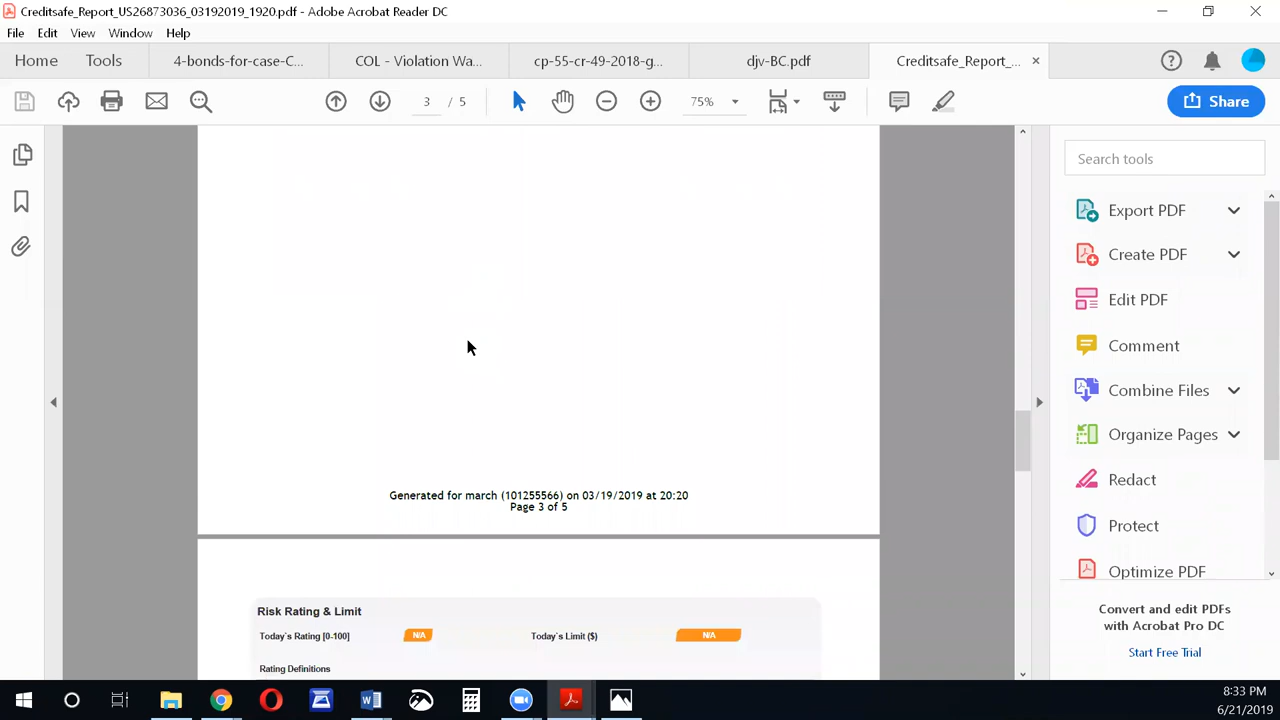 Creditsafe_Report_US26873036_03192019_1920.pdf - Adobe Acrobat Reader DC
File Edit View Window Help
Home Tools 4-bonds-for-case-C... COL - Violation Wa... cp-55-cr-49-2018-g... djv-BC.pdf Creditsafe_Report_...
3 / 5 75% Share
Search tools
Export PDF
Create PDF
Edit PDF
Comment
Combine Files
Organize Pages
Redact
Protect
Optimize PDF
Convert and edit PDFs
with Acrobat Pro DC
Start Free Trial
Generated for march (101255566) on 03/19/2019 at 20:20
Page 3 of 5
Risk Rating & Limit
Today`s Rating [0-100] N/A Today`s Limit ($) N/A
Rating Definitions
8:33 PM
6/21/2019